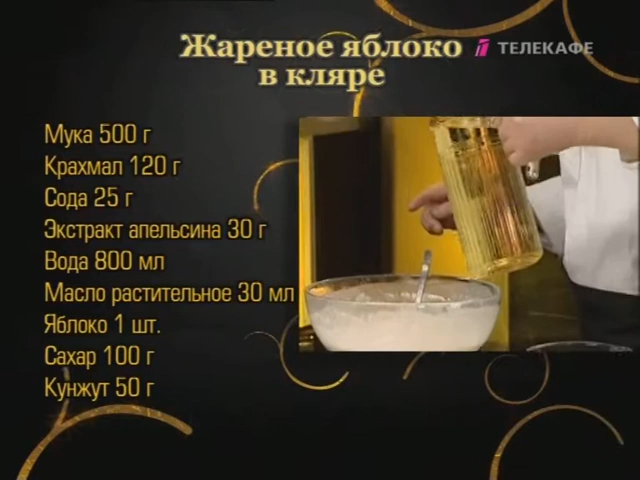 Жареное яблоко
в кляре
ТЕЛЕКАФЕ
Мука 500 г
Крахмал 120 г
Сода 25 г
Экстракт апельсина 30 г
Вода 800 мл
Масло растительное 30 мл
Яблоко 1 шт.
Сахар 100 г
Кунжут 50 г